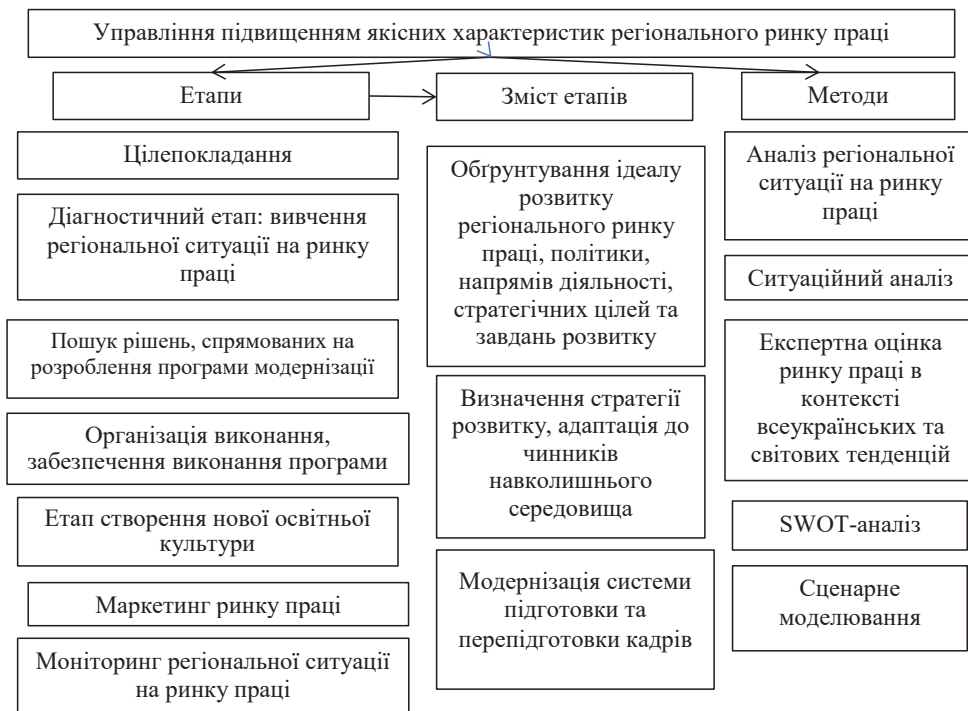 Управління підвищенням якісних характеристик регіонального ринку праці
Етапи
Зміст етапів
Методи
Цілепокладання
Діагностичний етап: вивчення
регіональної ситуації на ринку
праці
Пошук рішень, спрямованих на
розроблення програми модернізації
Організація виконання,
забезпечення виконання програми
Етап створення нової освітньої
культури
Маркетинг ринку праці
Моніторинг регіональної ситуації
на ринку праці
Обґрунтування ідеалу
розвитку
регіонального ринку
праці, політики,
напрямів діяльності,
стратегічних цілей та
завдань розвитку
Визначення стратегії
розвитку, адаптація до
чинників
навколишнього
середовища
Модернізація системи
підготовки та
перепідготовки кадрів
Аналіз регіональної
ситуації на ринку
праці
Ситуаційний аналіз
Експертна оцінка
ринку праці в
контексті
всеукраїнських та
світових тенденцій
SWOT-аналіз
Сценарне
моделювання